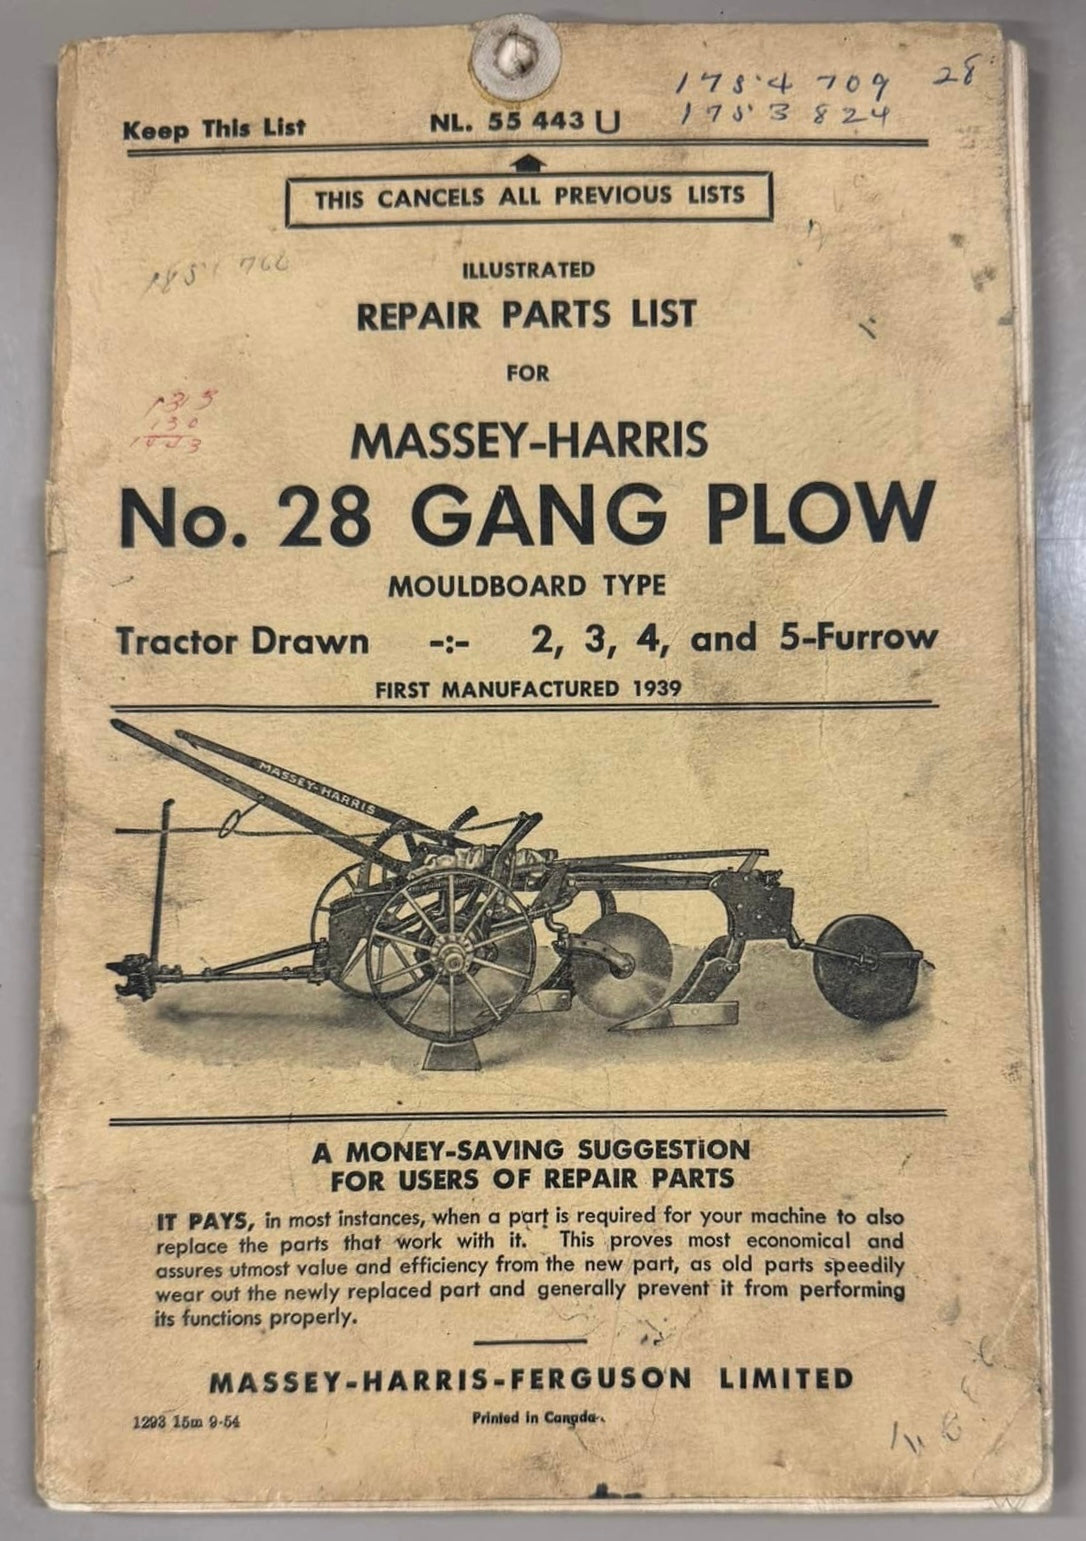 175·4 709 28
175·3 824
Keep This List NL. 55 443 U
THIS CANCELS ALL PREVIOUS LISTS
ILLUSTRATED
REPAIR PARTS LIST
FOR
MASSEY-HARRIS
No. 28 GANG PLOW
MOULDBOARD TYPE
Tractor Drawn -:- 2, 3, 4, and 5-Furrow
FIRST MANUFACTURED 1939
MASSEY-HARRIS
A MONEY-SAVING SUGGESTION
FOR USERS OF REPAIR PARTS
IT PAYS, in most instances, when a part is required for your machine to also
replace the parts that work with it. This proves most economical and
assures utmost value and efficiency from the new part, as old parts speedily
wear out the newly replaced part and generally prevent it from performing
its functions properly.
MASSEY-HARRIS-FERGUSON LIMITED
1293 15m 9-54 Printed in Canada.